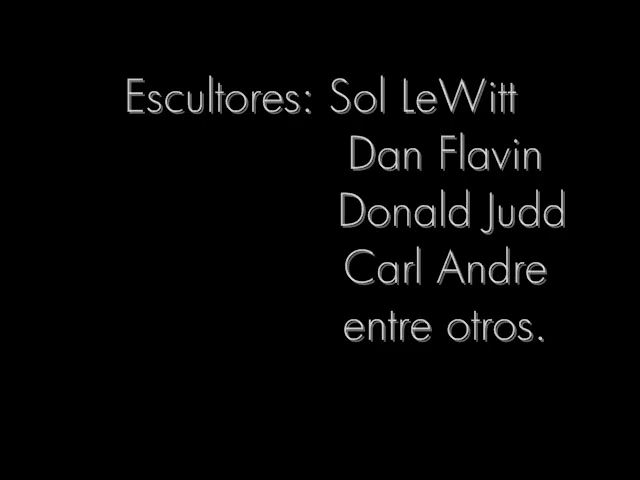 Escultores: Sol LeWitt
Dan Flavin
Donald Judd
Carl Andre
entre otros.